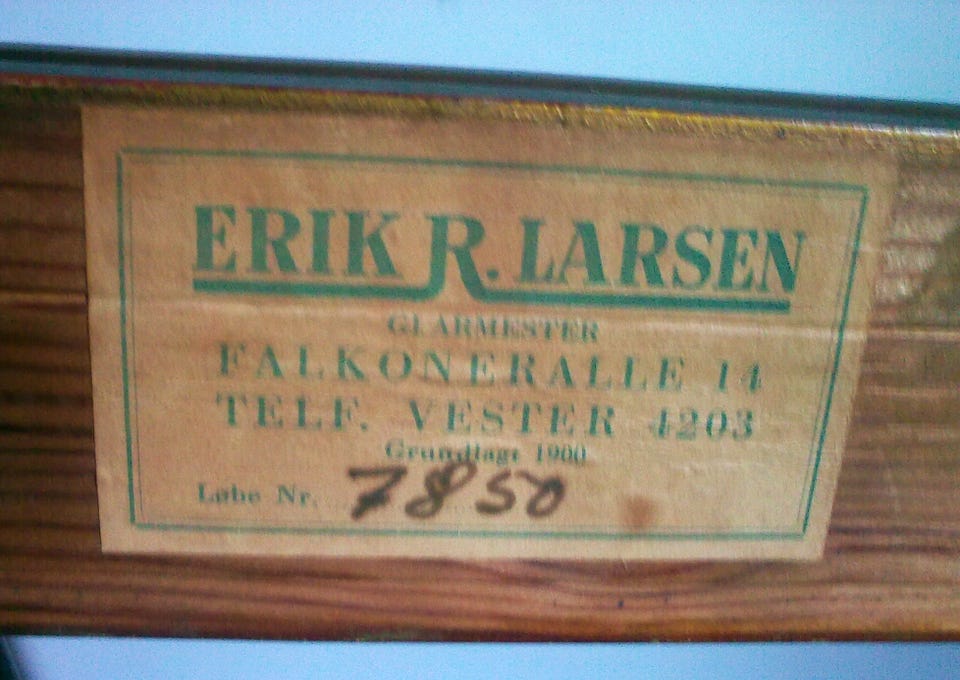 ERIK R. LARSEN
GLARMESTER
FALKONERALLE 14
TELF. VESTER 4203
Grundlagt 1900
Løbe Nr. 7850